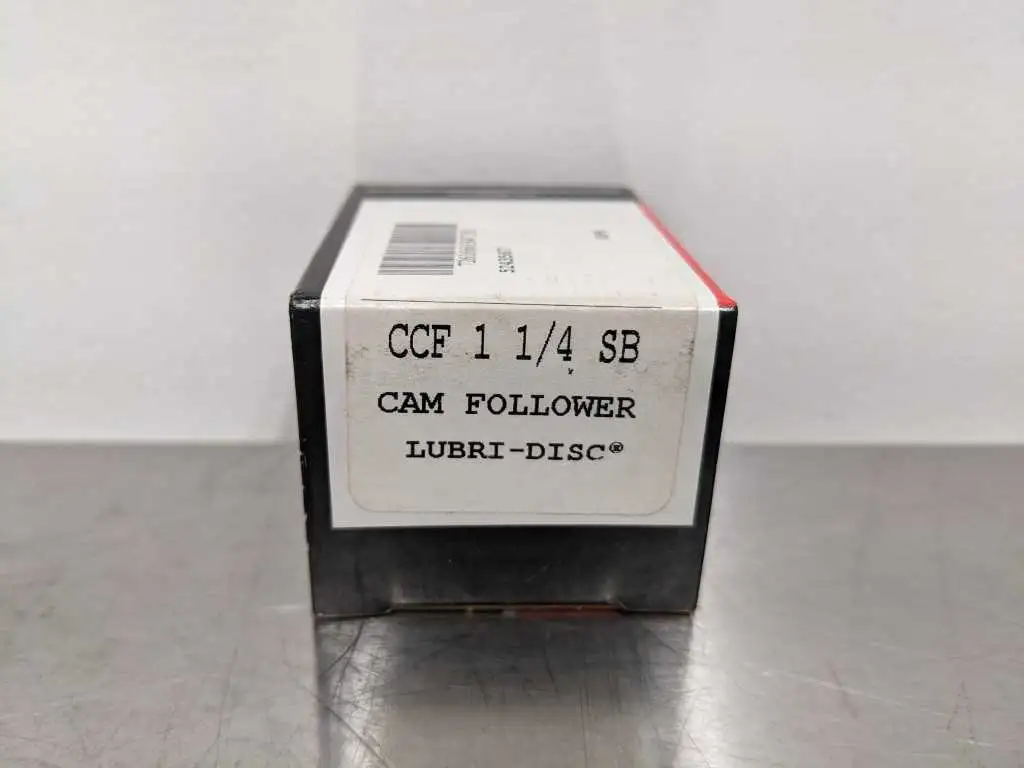 CCF 1 1/4 SB
CAM FOLLOWER
LUBRI-DISC®